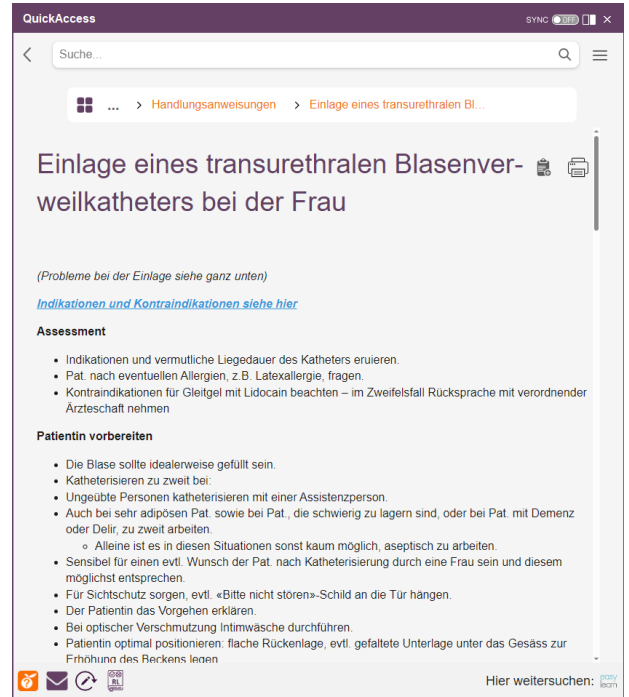 QuickAccess
SYNC OFF
Suche...
... > Handlungsanweisungen > Einlage eines transurethralen Bl...
Einlage eines transurethralen Blasenver-
weilkatheters bei der Frau
(Probleme bei der Einlage siehe ganz unten)
Indikationen und Kontraindikationen siehe hier
Assessment
• Indikationen und vermutliche Liegedauer des Katheters eruieren.
• Pat. nach eventuellen Allergien, z.B. Latexallergie, fragen.
• Kontraindikationen für Gleitgel mit Lidocain beachten – im Zweifelsfall Rücksprache mit verordnender
Ärzteschaft nehmen
Patientin vorbereiten
• Die Blase sollte idealerweise gefüllt sein.
• Katheterisieren zu zweit bei:
• Ungeübte Personen katheterisieren mit einer Assistenzperson.
• Auch bei sehr adipösen Pat. sowie bei Pat., die schwierig zu lagern sind, oder bei Pat. mit Demenz
oder Delir, zu zweit arbeiten.
◦ Alleine ist es in diesen Situationen sonst kaum möglich, aseptisch zu arbeiten.
• Sensibel für einen evtl. Wunsch der Pat. nach Katheterisierung durch eine Frau sein und diesem
möglichst entsprechen.
• Für Sichtschutz sorgen, evtl. «Bitte nicht stören»-Schild an die Tür hängen.
• Der Patientin das Vorgehen erklären.
• Bei optischer Verschmutzung Intimwäsche durchführen.
• Patientin optimal positionieren: flache Rückenlage, evtl. gefaltete Unterlage unter das Gesäss zur
Erhöhung des Beckens legen
RL
Hier weitersuchen: easy
learn